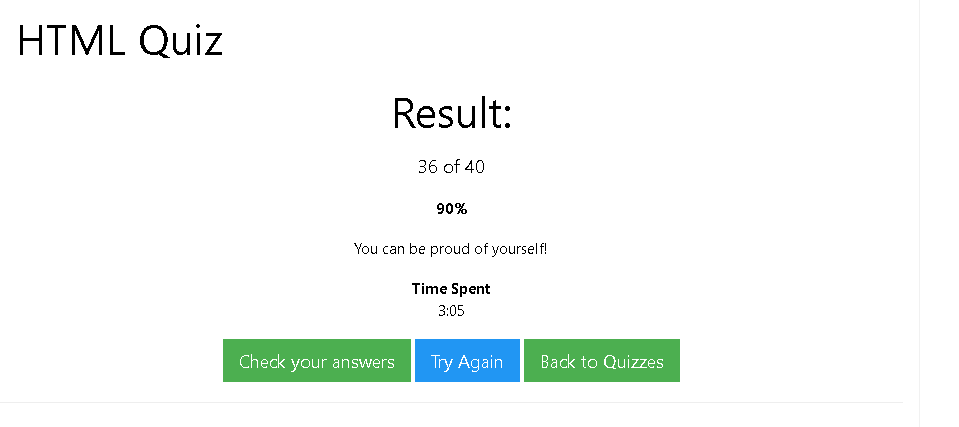 HTML Quiz
Result:
36 of 40
90%
You can be proud of yourself!
Time Spent
3:05
Check your answers Try Again Back to Quizzes